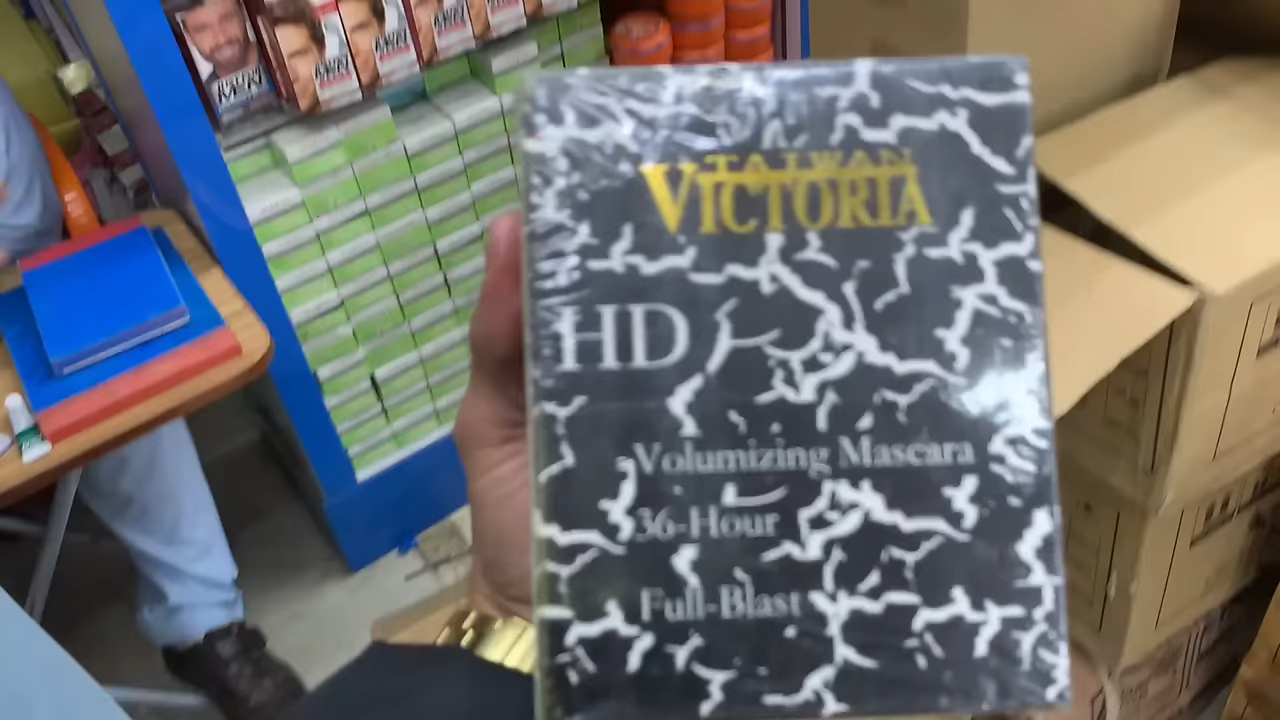 TAIWAN
VICTORIA
HD
Volumizing Mascara
36-Hour
Full-Blast